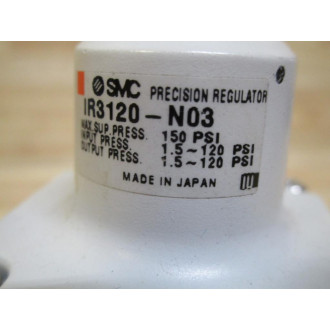 SMC PRECISION REGULATOR
IR3120-N03
MAX.SUP.PRESS. 150 PSI
INPUT PRESS. 1.5~120 PSI
OUTPUT PRESS. 1.5~120 PSI
MADE IN JAPAN